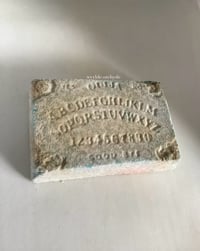 OUIJA
ABCDEFGHIJKLM
NOPQRSTUVWXYZ
1234567890
GOOD BYE